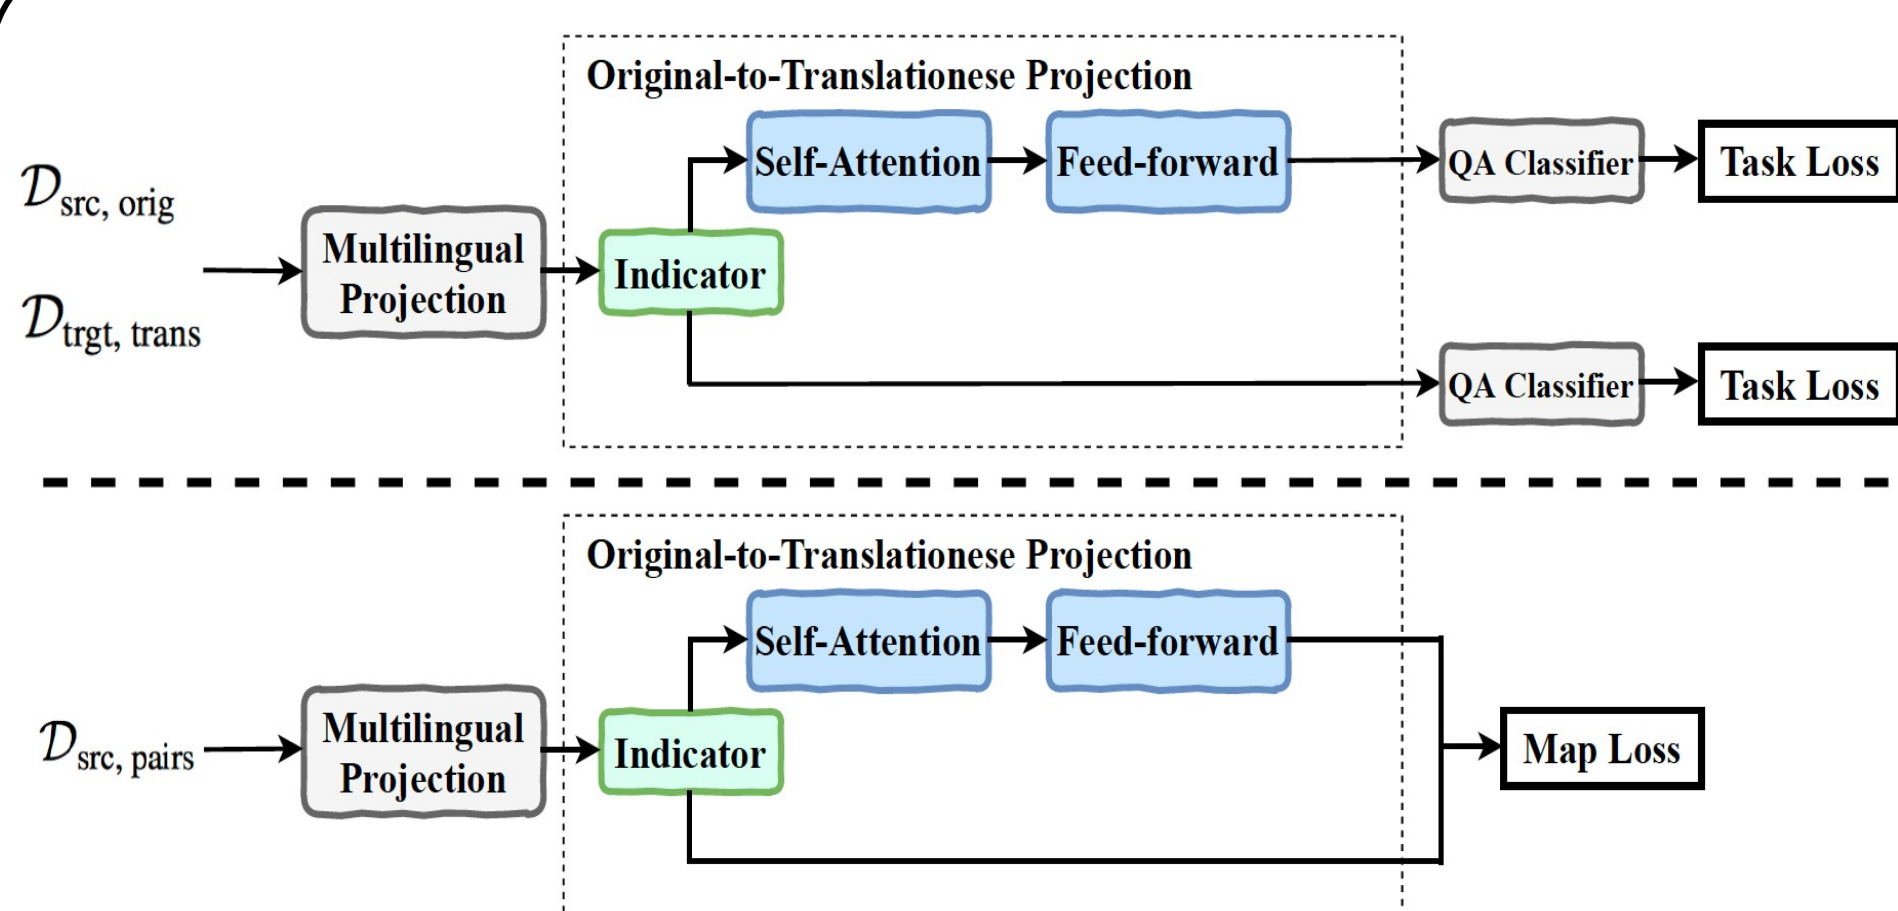 Original-to-Translationese Projection
Self-Attention
Feed-forward
QA Classifier
Task Loss
𝒟src, orig
Multilingual
Projection
Indicator
𝒟trgt, trans
QA Classifier
Task Loss
Original-to-Translationese Projection
Self-Attention
Feed-forward
𝒟src, pairs
Multilingual
Projection
Indicator
Map Loss